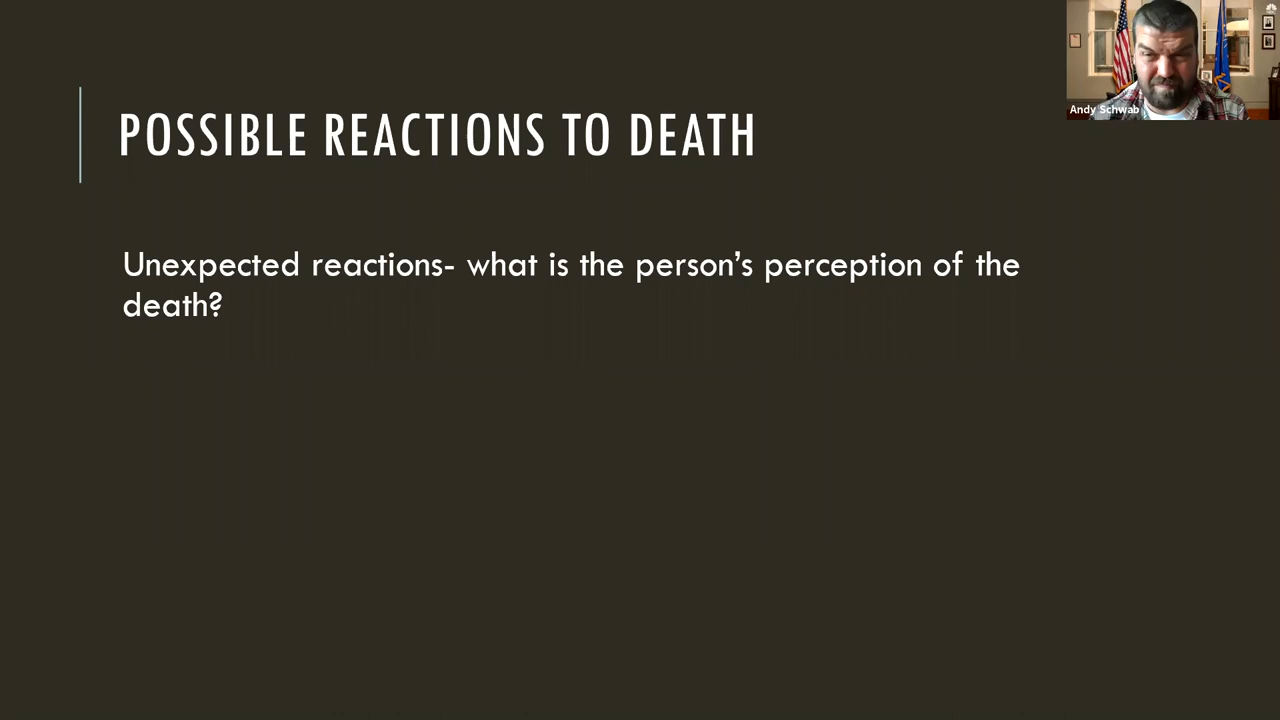 POSSIBLE REACTIONS TO DEATH
Unexpected reactions- what is the person’s perception of the
death?
Andy Schwab